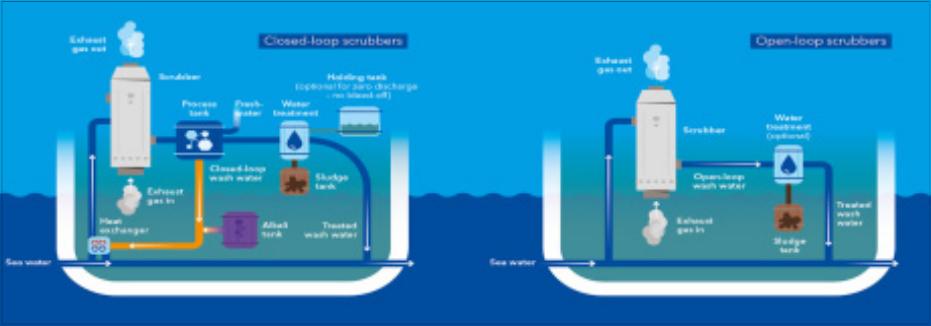 Closed-loop scrubbers
Exhaust
gas out
Scrubber
Holding tank
(optional for zero discharge
- no bleed-off)
Process
tank
Fresh-
water
Water
treatment
Closed-loop
wash water
Sludge
tank
Exhaust
gas in
Heat
exchanger
Alkali
tank
Treated
wash water
Sea water
Open-loop scrubbers
Exhaust
gas out
Scrubber
Water
treatment
(optional)
Open-loop
wash water
Exhaust
gas in
Sludge
tank
Treated
wash
water
Sea water